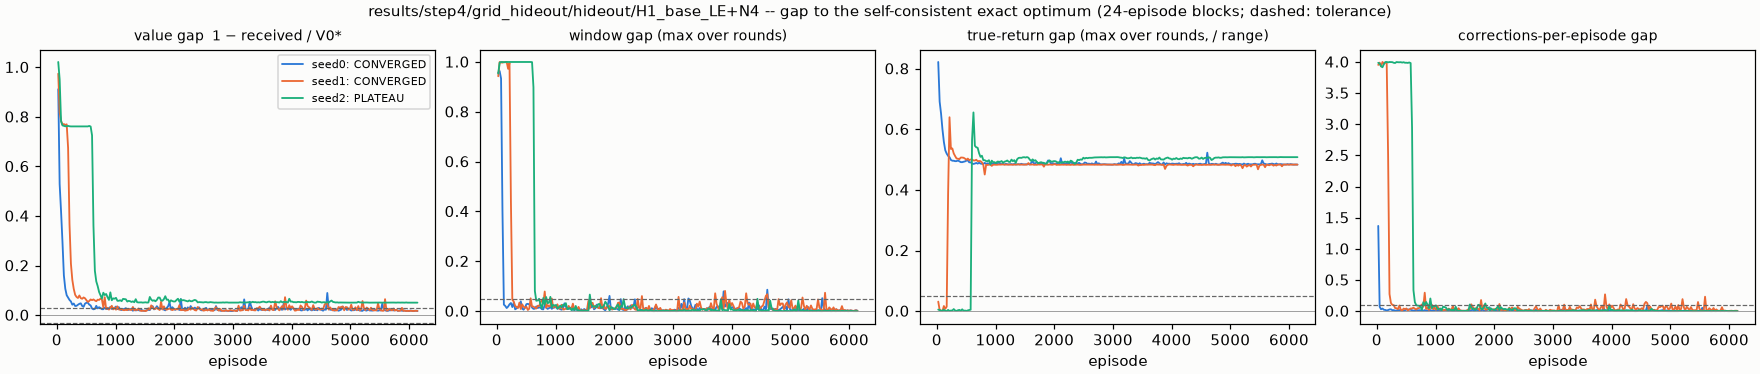 results/step4/grid_hideout/hideout/H1_base_LE+N4 -- gap to the self-consistent exact optimum (24-episode blocks; dashed: tolerance)
value gap 1 − received / V0*
1.0
0.8
0.6
0.4
0.2
0.0
seed0: CONVERGED
seed1: CONVERGED
seed2: PLATEAU
0 1000 2000 3000 4000 5000 6000
episode
window gap (max over rounds)
1.0
0.8
0.6
0.4
0.2
0.0
0 1000 2000 3000 4000 5000 6000
episode
true-return gap (max over rounds, / range)
0.8
0.6
0.4
0.2
0.0
0 1000 2000 3000 4000 5000 6000
episode
corrections-per-episode gap
4.0
3.5
3.0
2.5
2.0
1.5
1.0
0.5
0.0
0 1000 2000 3000 4000 5000 6000
episode